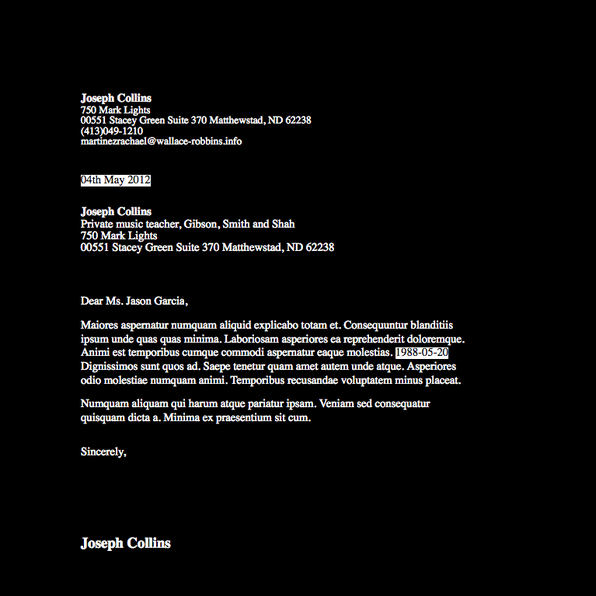 Joseph Collins
750 Mark Lights
00551 Stacey Green Suite 370 Matthewstad, ND 62238
(413)049-1210
martinezrachael@wallace-robbins.info
04th May 2012
Joseph Collins
Private music teacher, Gibson, Smith and Shah
750 Mark Lights
00551 Stacey Green Suite 370 Matthewstad, ND 62238
Dear Ms. Jason Garcia,
Maiores aspernatur numquam aliquid explicabo totam et. Consequuntur blanditiis
ipsum unde quas quas minima. Laboriosam asperiores ea reprehenderit doloremque.
Animi est temporibus cumque commodi aspernatur eaque molestias. 1988-05-20
Dignissimos sunt quos ad. Saepe tenetur quam amet autem unde atque. Asperiores
odio molestiae numquam animi. Temporibus recusandae voluptatem minus placeat.
Numquam aliquam qui harum atque pariatur ipsam. Veniam sed consequatur
quisquam dicta a. Minima ex praesentium sit cum.
Sincerely,
Joseph Collins